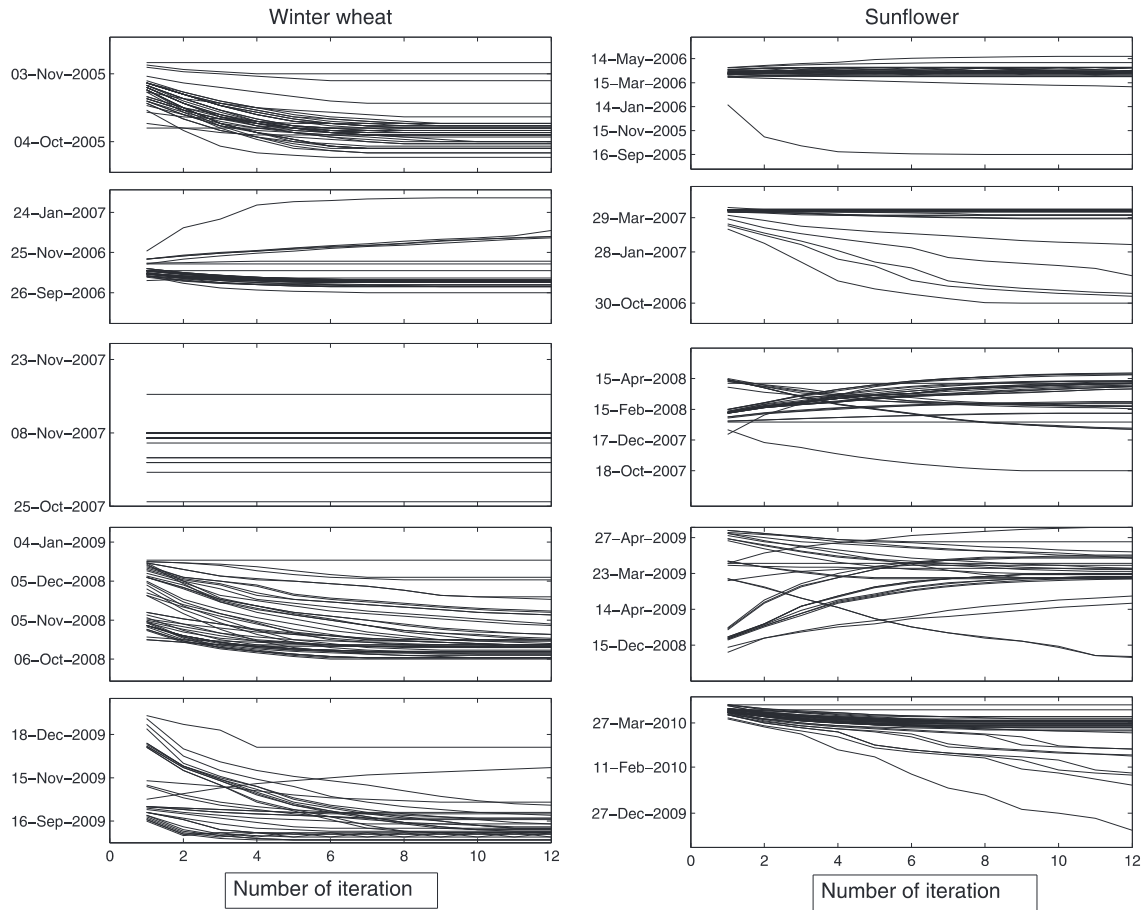 Winter wheat
03-Nov-2005
04-Oct-2005
24-Jan-2007
25-Nov-2006
26-Sep-2006
23-Nov-2007
08-Nov-2007
25-Oct-2007
04-Jan-2009
05-Dec-2008
05-Nov-2008
06-Oct-2008
18-Dec-2009
15-Nov-2009
16-Sep-2009
0 2 4 6 8 10 12
Number of iteration
Sunflower
14-May-2006
15-Mar-2006
14-Jan-2006
15-Nov-2005
16-Sep-2005
29-Mar-2007
28-Jan-2007
30-Oct-2006
15-Apr-2008
15-Feb-2008
17-Dec-2007
18-Oct-2007
27-Apr-2009
23-Mar-2009
14-Apr-2009
15-Dec-2008
27-Mar-2010
11-Feb-2010
27-Dec-2009
0 2 4 6 8 10 12
Number of iteration